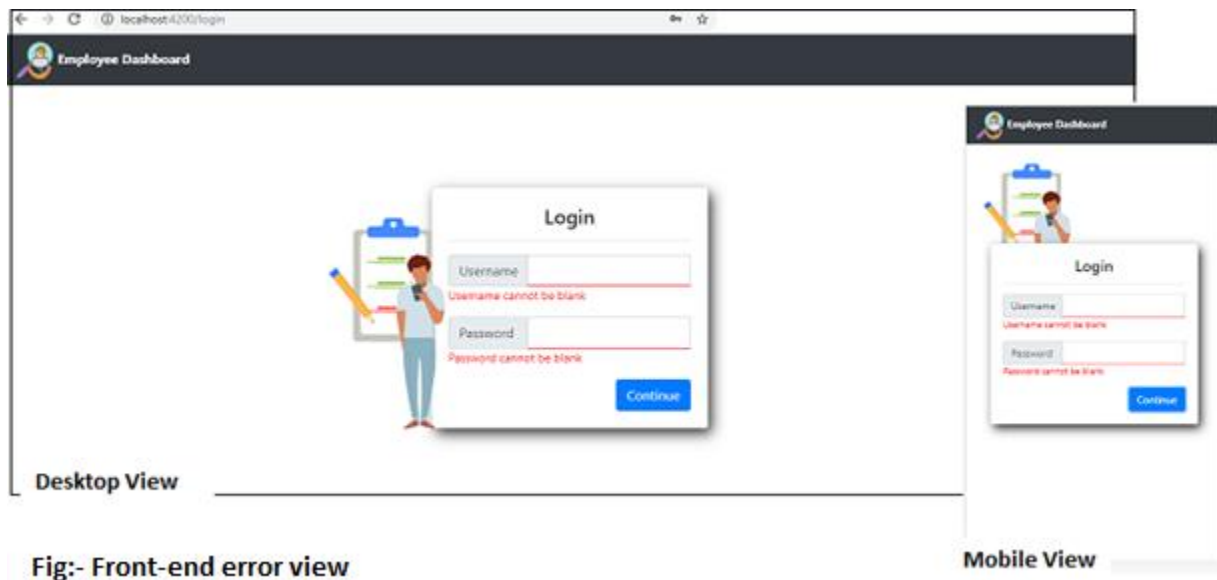 localhost:4200/login
Employee Dashboard
Login
Username
Username cannot be blank
Password
Password cannot be blank
Continue
Desktop View
Employee Dashboard
Login
Username
Username cannot be blank
Password
Password cannot be blank
Continue
Mobile View
Fig:- Front-end error view